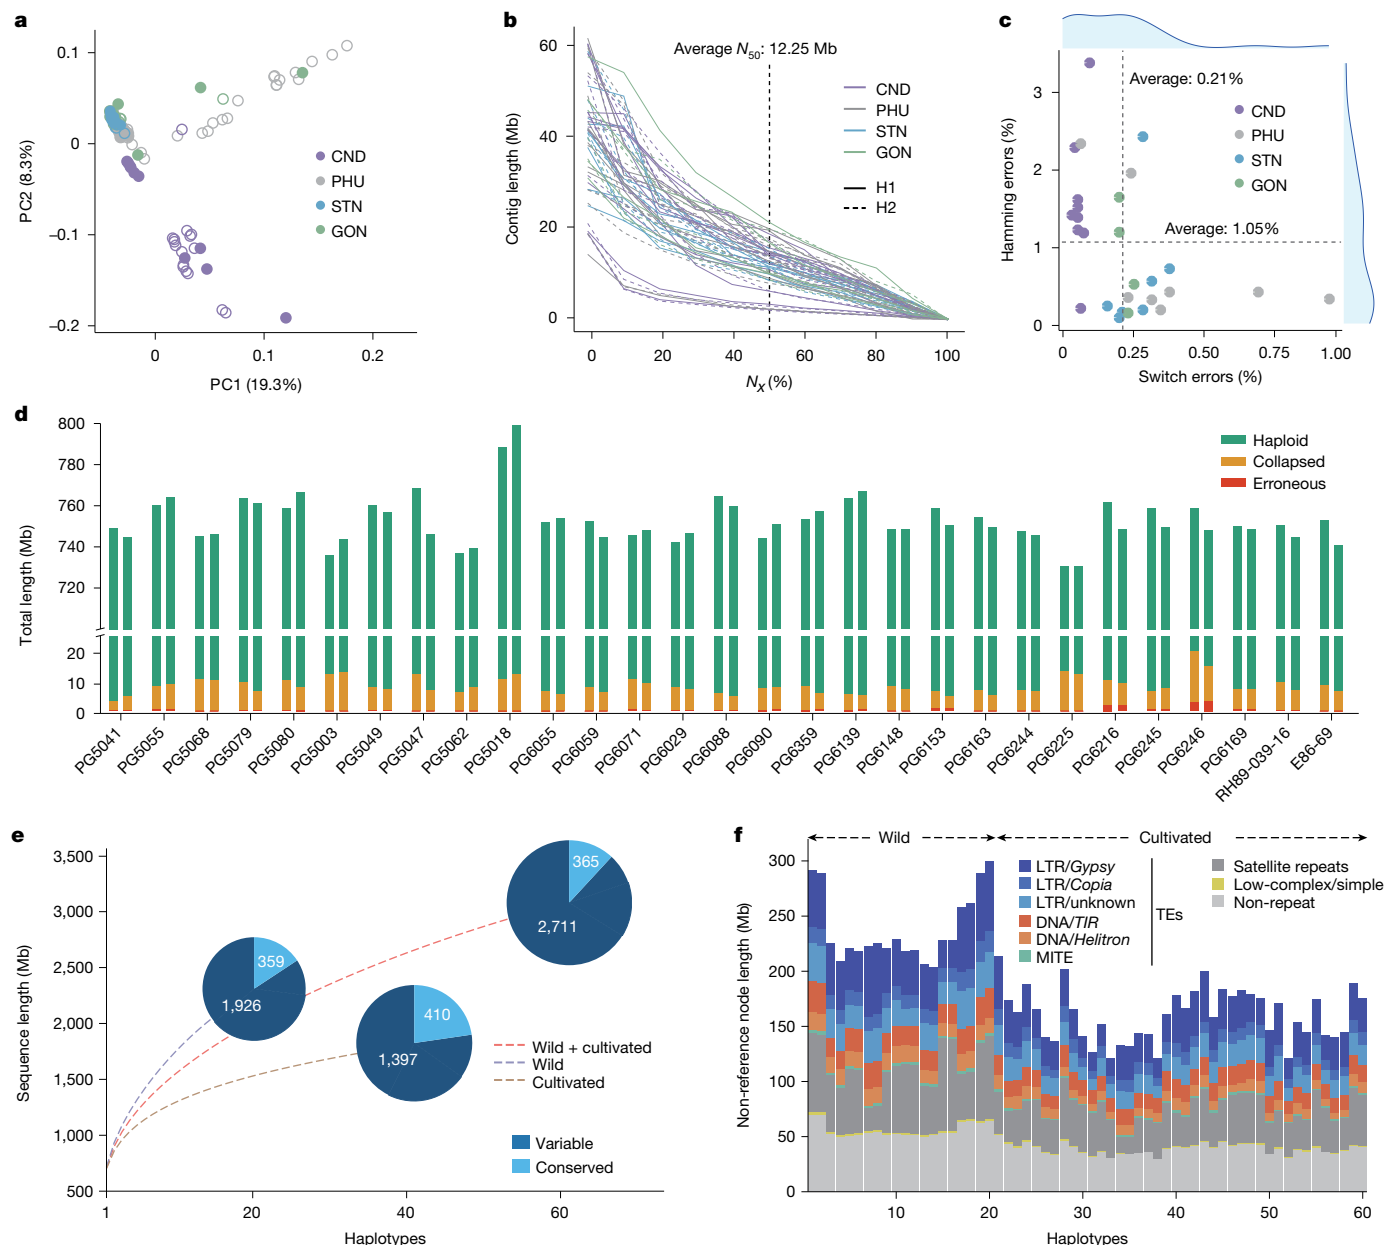 a
0.1
0
–0.1
–0.2
PC2 (8.3%)
0
0.1
0.2
PC1 (19.3%)
CND
PHU
STN
GON
b
60
40
20
0
Contig length (Mb)
Average N50: 12.25 Mb
CND
PHU
STN
GON
H1
H2
0
20
40
60
80
100
NX (%)
c
3
2
1
0
Hamming errors (%)
Average: 0.21%
CND
PHU
STN
GON
Average: 1.05%
0
0.25
0.50
0.75
1.00
Switch errors (%)
d
800
780
760
740
720
20
10
0
Total length (Mb)
Haploid
Collapsed
Erroneous
PG5041
PG5055
PG5068
PG5079
PG5080
PG5003
PG5049
PG5047
PG5062
PG5018
PG6055
PG6059
PG6071
PG6029
PG6088
PG6090
PG6359
PG6139
PG6148
PG6153
PG6163
PG6244
PG6225
PG6216
PG6245
PG6246
PG6169
RH89-039-16
E86-69
e
3,500
3,000
2,500
2,000
1,500
1,000
500
Sequence length (Mb)
359
1,926
365
2,711
410
1,397
Wild + cultivated
Wild
Cultivated
Variable
Conserved
1
20
40
60
Haplotypes
f
Wild
Cultivated
300
250
200
150
100
50
0
Non-reference node length (Mb)
LTR/Gypsy
LTR/Copia
LTR/unknown
DNA/TIR
DNA/Helitron
MITE
TEs
Satellite repeats
Low-complex/simple
Non-repeat
10
20
30
40
50
60
Haplotypes